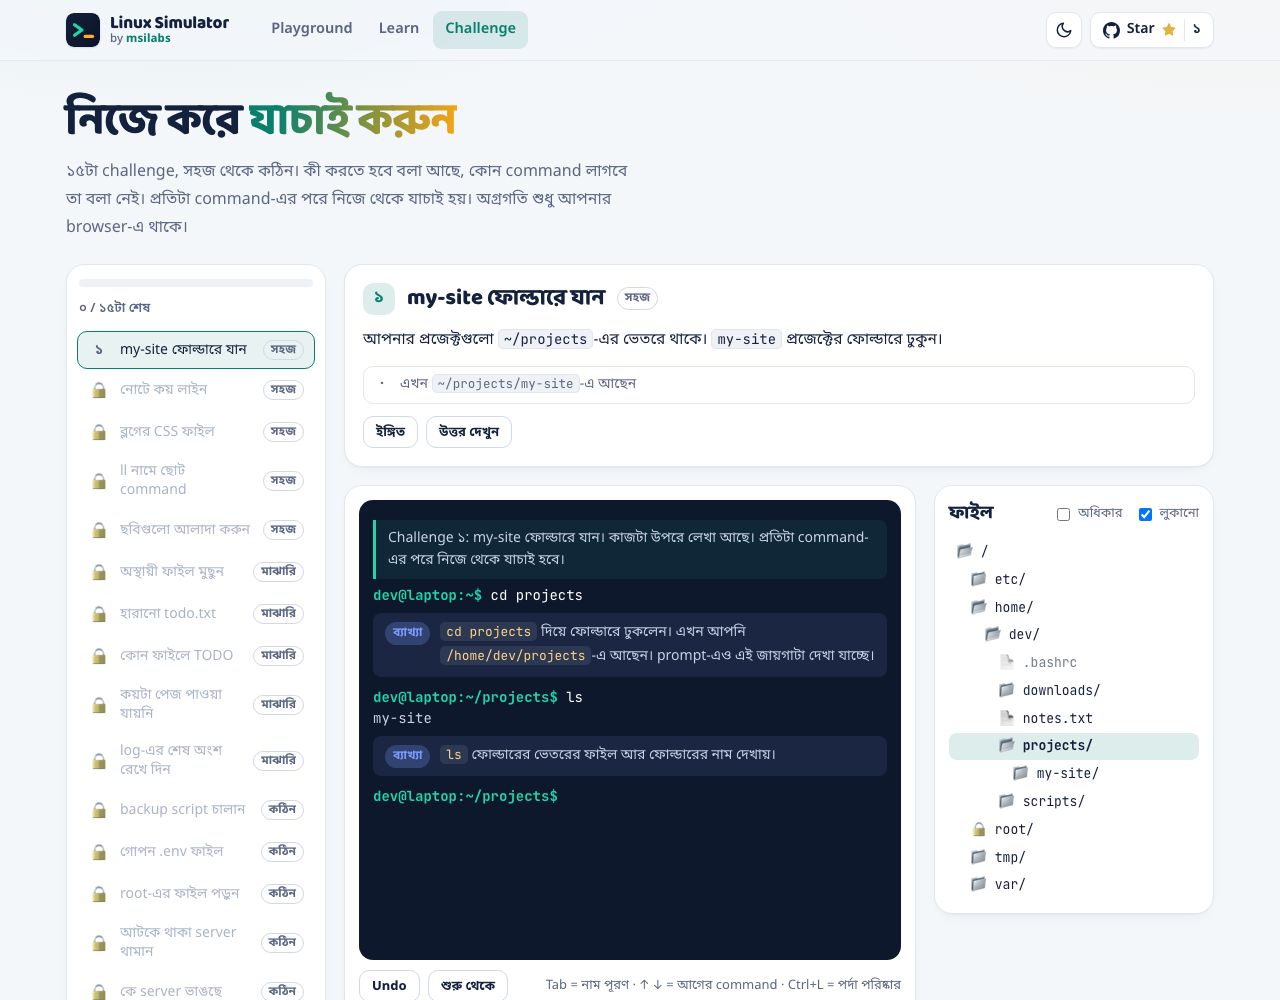 Linux Simulator
by msilabs
Playground
Learn
Challenge
Star ১
নিজে করে যাচাই করুন
১৫টা challenge, সহজ থেকে কঠিন। কী করতে হবে বলা আছে, কোন command লাগবে
তা বলা নেই। প্রতিটা command-এর পরে নিজে থেকে যাচাই হয়। অগ্রগতি শুধু আপনার
browser-এ থাকে।
০ / ১৫টা শেষ
১ my-site ফোল্ডারে যান সহজ
নোটে কয় লাইন সহজ
ব্লগের CSS ফাইল সহজ
ll নামে ছোট
command সহজ
ছবিগুলো আলাদা করুন সহজ
অস্থায়ী ফাইল মুছুন মাঝারি
হারানো todo.txt মাঝারি
কোন ফাইলে TODO মাঝারি
কয়টা পেজ পাওয়া
যায়নি মাঝারি
log-এর শেষ অংশ
রেখে দিন মাঝারি
backup script চালান কঠিন
গোপন .env ফাইল কঠিন
root-এর ফাইল পড়ুন কঠিন
আটকে থাকা server
থামান কঠিন
কে server ভাঙছে কঠিন
১ my-site ফোল্ডারে যান সহজ
আপনার প্রজেক্টগুলো ~/projects-এর ভেতরে থাকে। my-site প্রজেক্টের ফোল্ডারে ঢুকুন।
· এখন ~/projects/my-site-এ আছেন
ইঙ্গিত
উত্তর দেখুন
Challenge ১: my-site ফোল্ডারে যান। কাজটা উপরে লেখা আছে। প্রতিটা command-
এর পরে নিজে থেকে যাচাই হবে।
dev@laptop:~$ cd projects
ব্যাখ্যা cd projects দিয়ে ফোল্ডারে ঢুকলেন। এখন আপনি
/home/dev/projects-এ আছেন। prompt-এও এই জায়গাটা দেখা যাচ্ছে।
dev@laptop:~/projects$ ls
my-site
ব্যাখ্যা ls ফোল্ডারের ভেতরের ফাইল আর ফোল্ডারের নাম দেখায়।
dev@laptop:~/projects$
Undo
শুরু থেকে
Tab = নাম পূরণ · ↑ ↓ = আগের command · Ctrl+L = পর্দা পরিষ্কার
ফাইল
অধিকার
লুকানো
/
etc/
home/
dev/
.bashrc
downloads/
notes.txt
projects/
my-site/
scripts/
root/
tmp/
var/